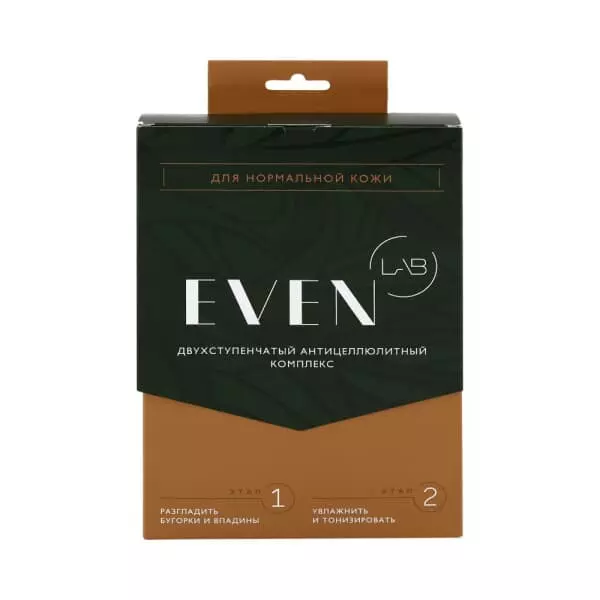 ДЛЯ НОРМАЛЬНОЙ КОЖИ
LAB
EVEN
ДВУХСТУПЕНЧАТЫЙ АНТИЦЕЛЛЮЛИТНЫЙ
КОМПЛЕКС
ЭТАП 1
РАЗГЛАДИТЬ
БУГОРКИ И ВПАДИНЫ
ЭТАП 2
УВЛАЖНИТЬ
И ТОНИЗИРОВАТЬ